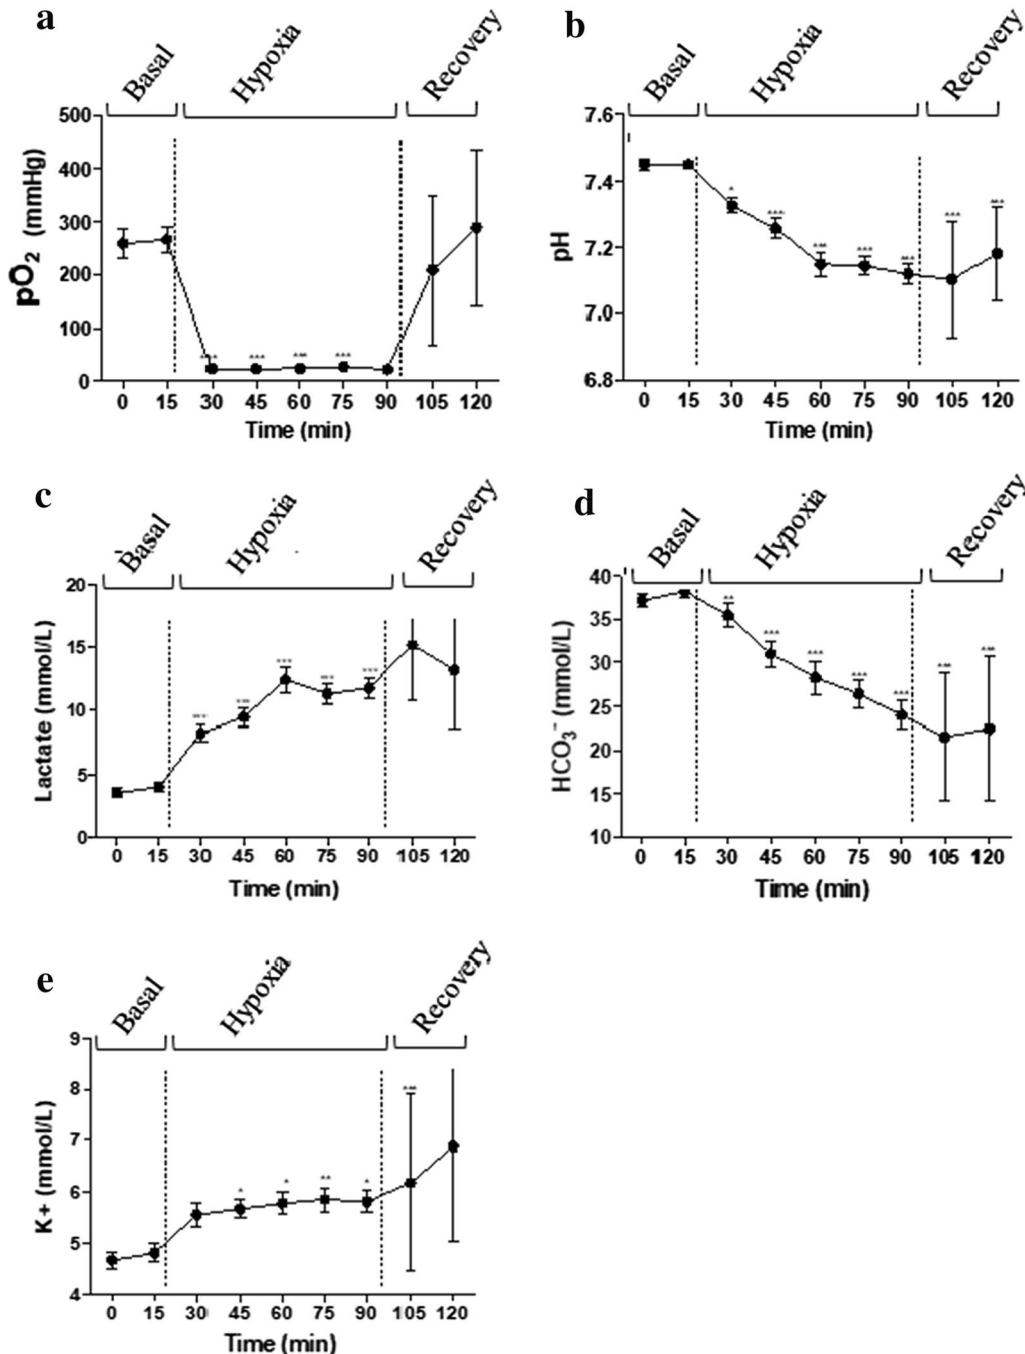 a
Basal
Hypoxia
Recovery
pO2 (mmHg)
500
400
300
200
100
0
0 15 30 45 60 75 90 105 120
Time (min)
*** *** *** ***
b
Basal
Hypoxia
Recovery
pH
7.6
7.4
7.2
7.0
6.8
0 15 30 45 60 75 90 105 120
Time (min)
* *** *** *** *** *** ***
c
Basal
Hypoxia
Recovery
Lactate (mmol/L)
20
15
10
5
0
0 15 30 45 60 75 90 105 120
Time (min)
*** *** *** *** ***
d
Basal
Hypoxia
Recovery
HCO3− (mmol/L)
40
35
30
25
20
15
10
0 15 30 45 60 75 90 105 120
Time (min)
** *** *** *** *** *** ***
e
Basal
Hypoxia
Recovery
K+ (mmol/L)
9
8
7
6
5
4
0 15 30 45 60 75 90 105 120
Time (min)
* * ** * ***